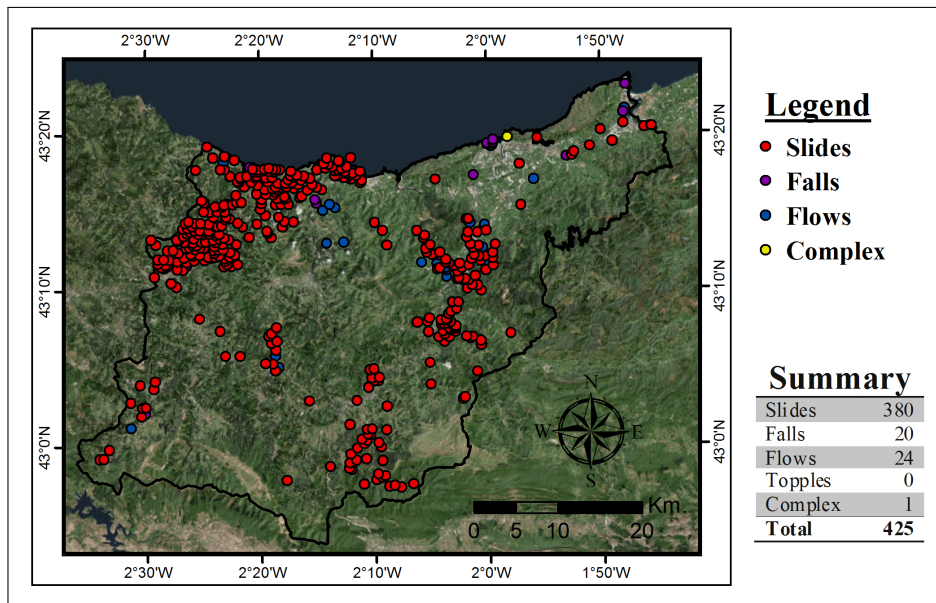 2°30'W 2°20'W 2°10'W 2°0'W 1°50'W
43°20'N 43°20'N
43°10'N 43°10'N
43°0'N 43°0'N
N
W E
S
Km
0 5 10 20
2°30'W 2°20'W 2°10'W 2°0'W 1°50'W
Legend
Slides
Falls
Flows
Complex
Summary
Slides 380
Falls 20
Flows 24
Topples 0
Complex 1
Total 425